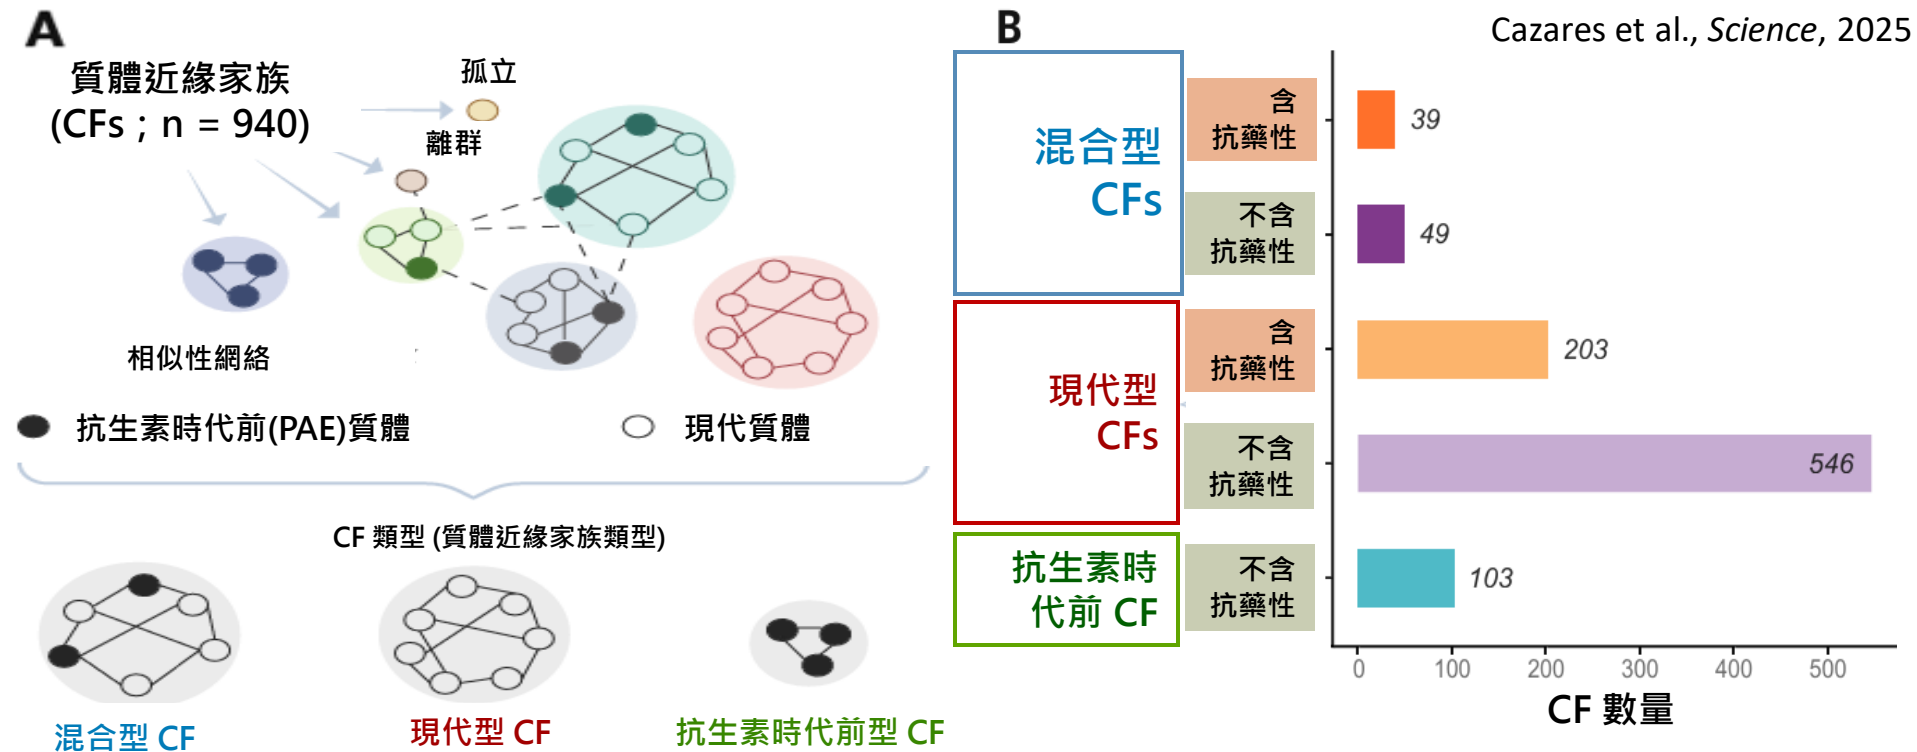 A
質體近緣家族
(CFs；n = 940)
孤立
離群
相似性網絡
抗生素時代前(PAE)質體
現代質體
CF 類型 (質體近緣家族類型)
混合型 CF
現代型 CF
抗生素時代前型 CF
B
Cazares et al., Science, 2025
混合型
CFs
含
抗藥性
39
不含
抗藥性
49
現代型
CFs
含
抗藥性
203
不含
抗藥性
546
抗生素時
代前 CF
不含
抗藥性
103
0 100 200 300 400 500
CF 數量